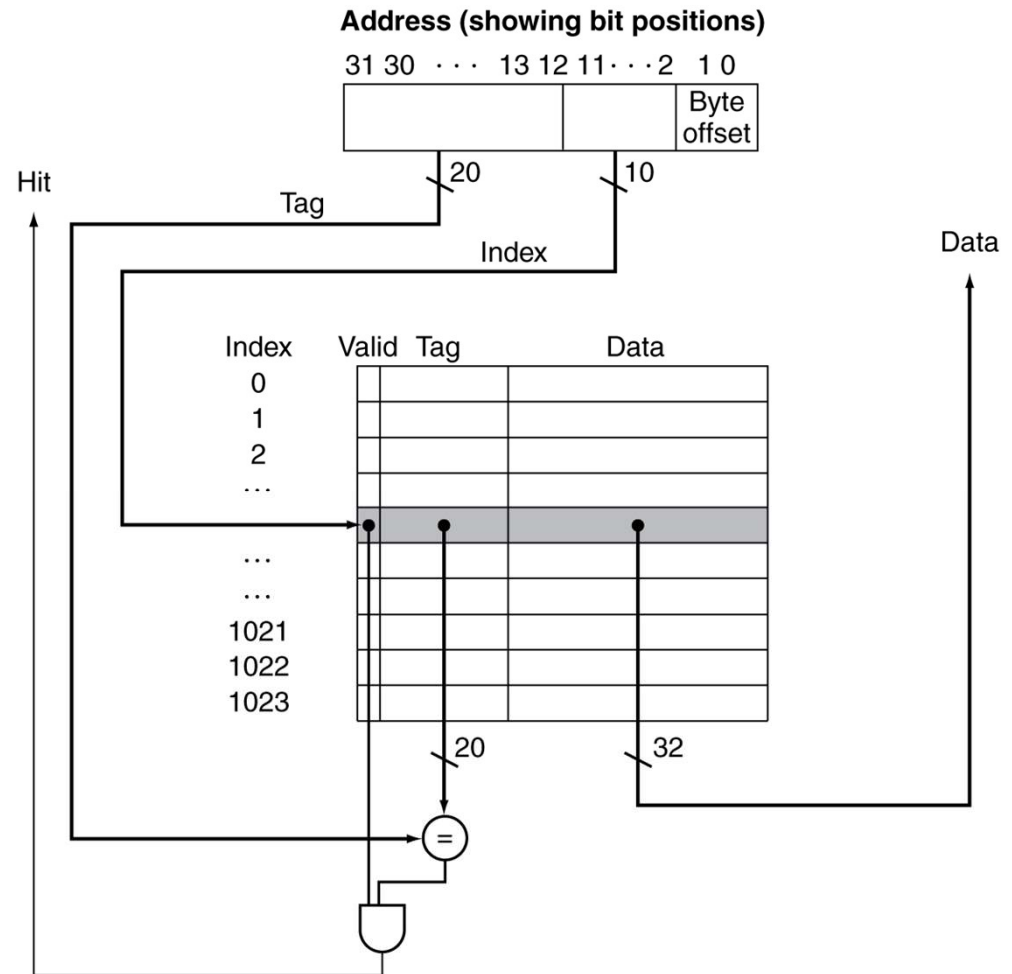 Address (showing bit positions)
31 30 · · · 13 12 11 · · · 2 1 0
Byte
offset
20
10
Hit
Tag
Index
Data
Index Valid Tag Data
0
1
2
...
...
...
1021
1022
1023
20
32
=